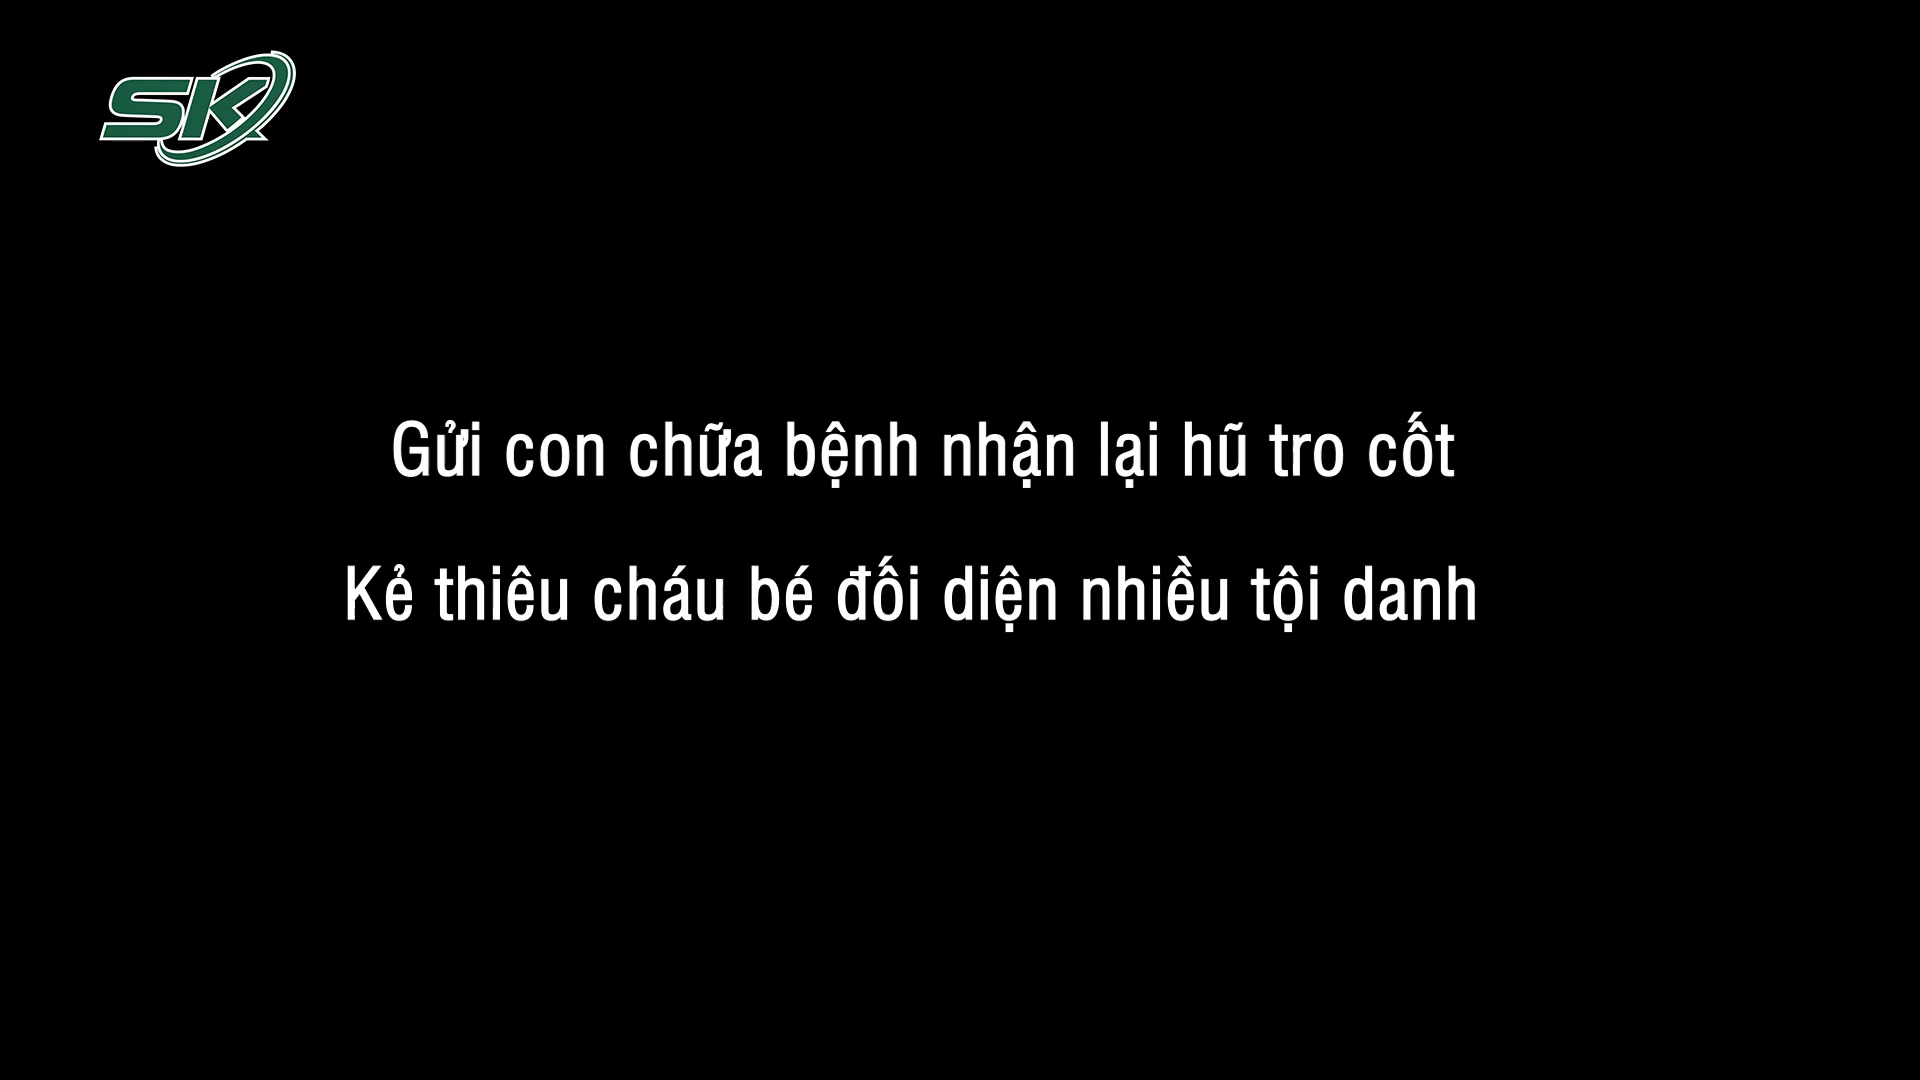 SK
Gửi con chữa bệnh nhận lại hũ tro cốt
Kẻ thiêu cháu bé đối diện nhiều tội danh